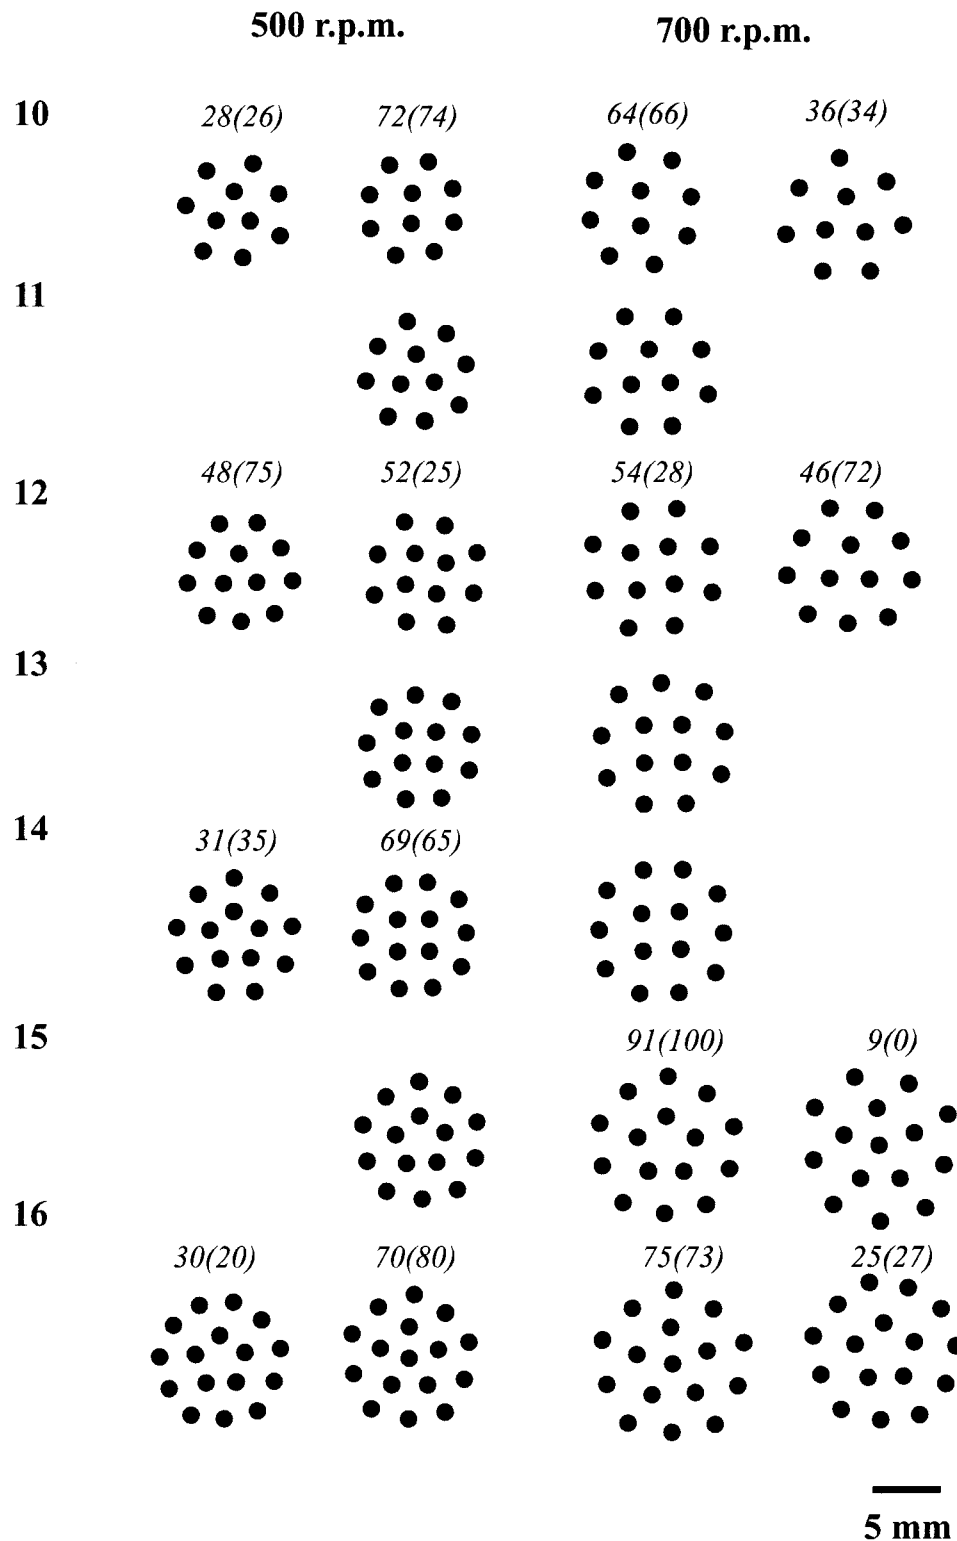 500 r.p.m. 700 r.p.m.
10 28(26) 72(74) 64(66) 36(34)
11
12 48(75) 52(25) 54(28) 46(72)
13
14 31(35) 69(65)
15 91(100) 9(0)
16 30(20) 70(80) 75(73) 25(27)
5 mm